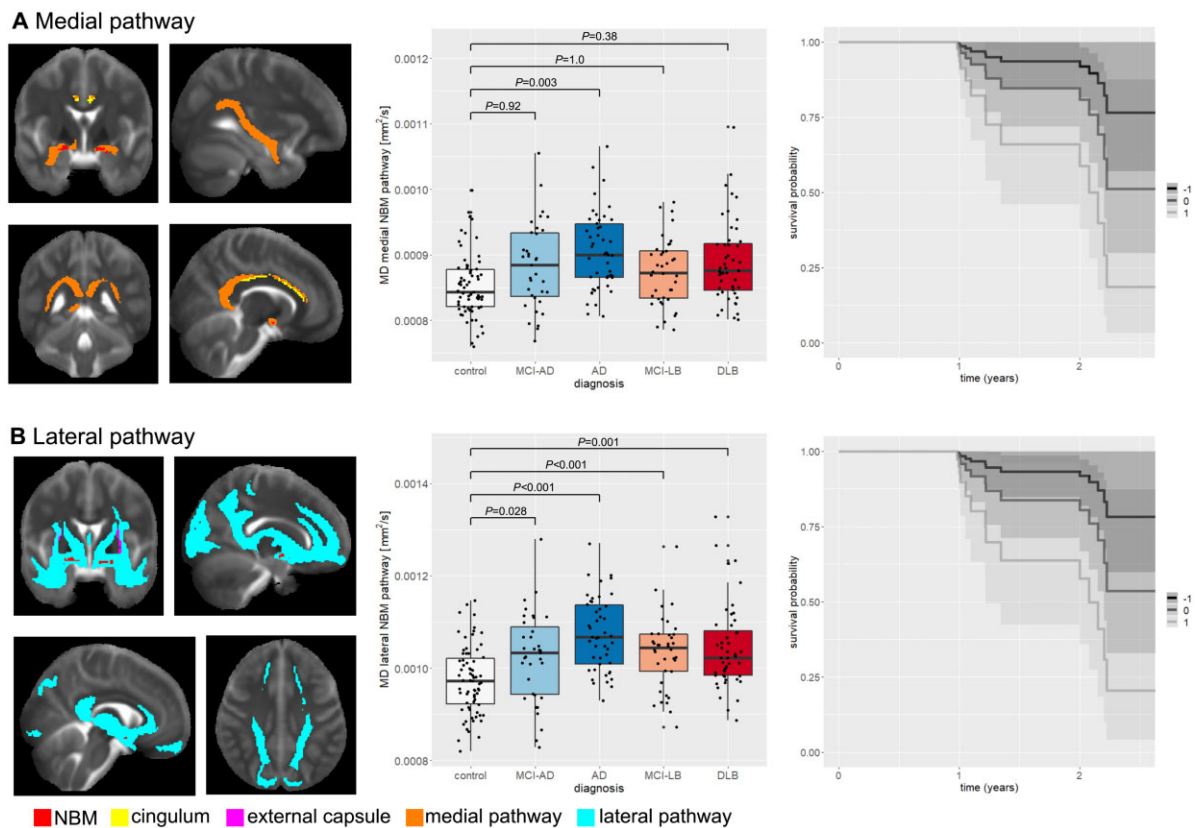 A Medial pathway
P=0.38
P=1.0
P=0.003
P=0.92
MD medial NBM pathway [mm²/s]
0.0012
0.0011
0.0010
0.0009
0.0008
control MCI-AD AD MCI-LB DLB
diagnosis
survival probability
1.00
0.75
0.50
0.25
0.00
0 1 2
time (years)
-1
0
1
B Lateral pathway
P=0.001
P<0.001
P<0.001
P=0.028
MD lateral NBM pathway [mm²/s]
0.0014
0.0012
0.0010
0.0008
control MCI-AD AD MCI-LB DLB
diagnosis
survival probability
1.00
0.75
0.50
0.25
0.00
0 1 2
time (years)
-1
0
1
NBM cingulum external capsule medial pathway lateral pathway